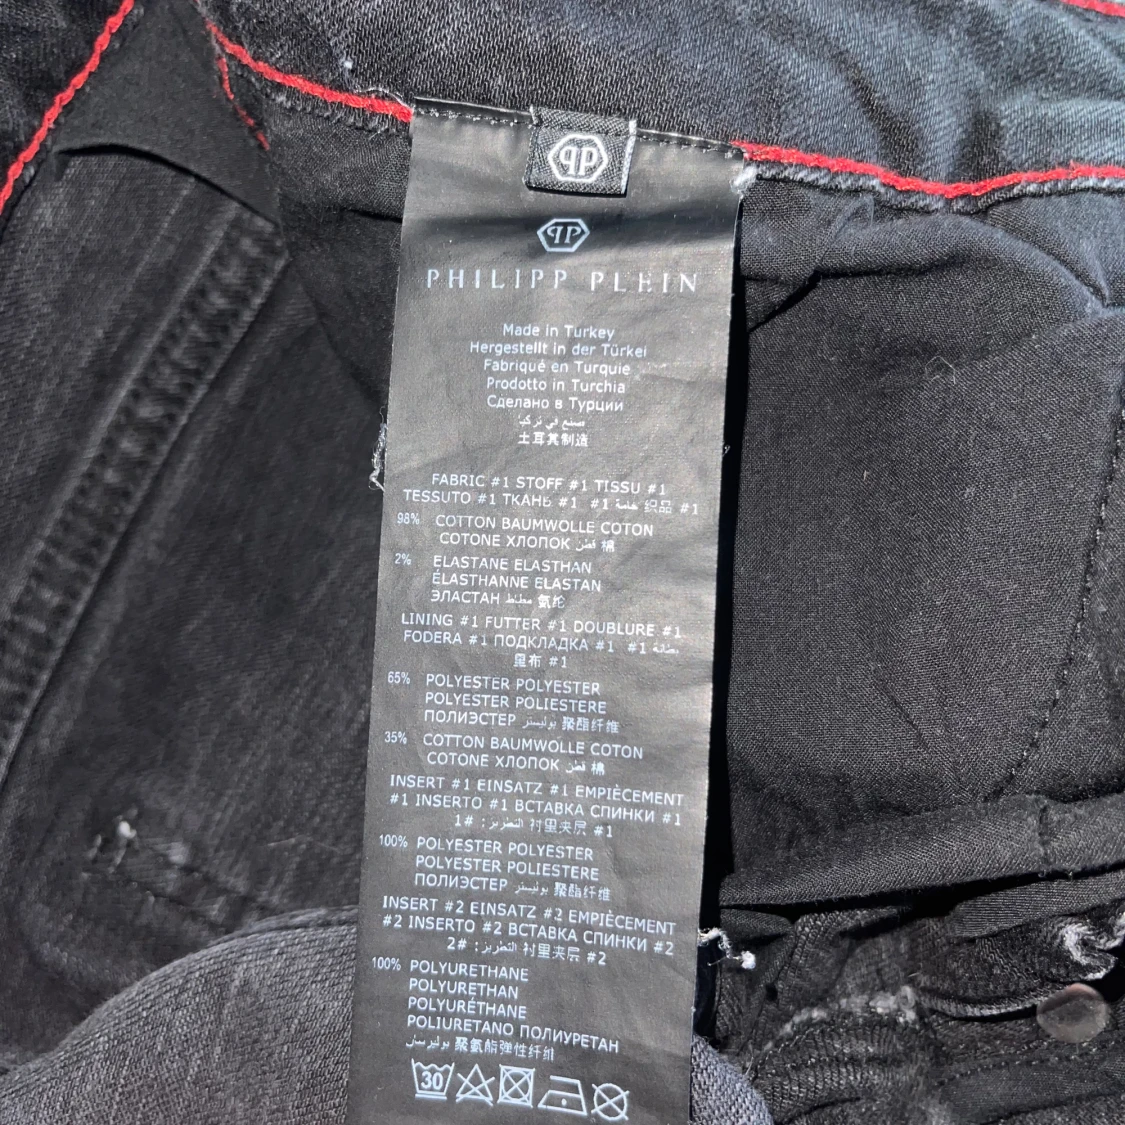 PHILIPP PLEIN
Made in Turkey
Hergestellt in der Türkei
Fabriqué en Turquie
Prodotto in Turchia
Сделано в Турции
صنع في تركيا
土耳其制造
FABRIC #1 STOFF #1 TISSU #1
TESSUTO #1 ТКАНЬ #1 #1 خامة 织品 #1
98% COTTON BAUMWOLLE COTON
COTONE ХЛОПОК قطن 棉
2% ELASTANE ELASTHAN
ÉLASTHANNE ELASTAN
ЭЛАСТАН مطاط 氨纶
LINING #1 FUTTER #1 DOUBLURE #1
FODERA #1 ПОДКЛАДКА #1 #1 بطانة
里布 #1
65% POLYESTER POLYESTER
POLYESTER POLIESTERE
ПОЛИЭСТЕР بوليستر 聚酯纤维
35% COTTON BAUMWOLLE COTON
COTONE ХЛОПОК قطن 棉
INSERT #1 EINSATZ #1 EMPIÈCEMENT
#1 INSERTO #1 ВСТАВКА СПИНКИ #1
1# :التطريز 衬里夹层 #1
100% POLYESTER POLYESTER
POLYESTER POLIESTERE
ПОЛИЭСТЕР بوليستر 聚酯纤维
INSERT #2 EINSATZ #2 EMPIÈCEMENT
#2 INSERTO #2 ВСТАВКА СПИНКИ #2
2# :التطريز 衬里夹层 #2
100% POLYURETHANE
POLYURETHAN
POLYURÉTHANE
POLIURETANO ПОЛИУРЕТАН
聚氨酯弹性纤维
30